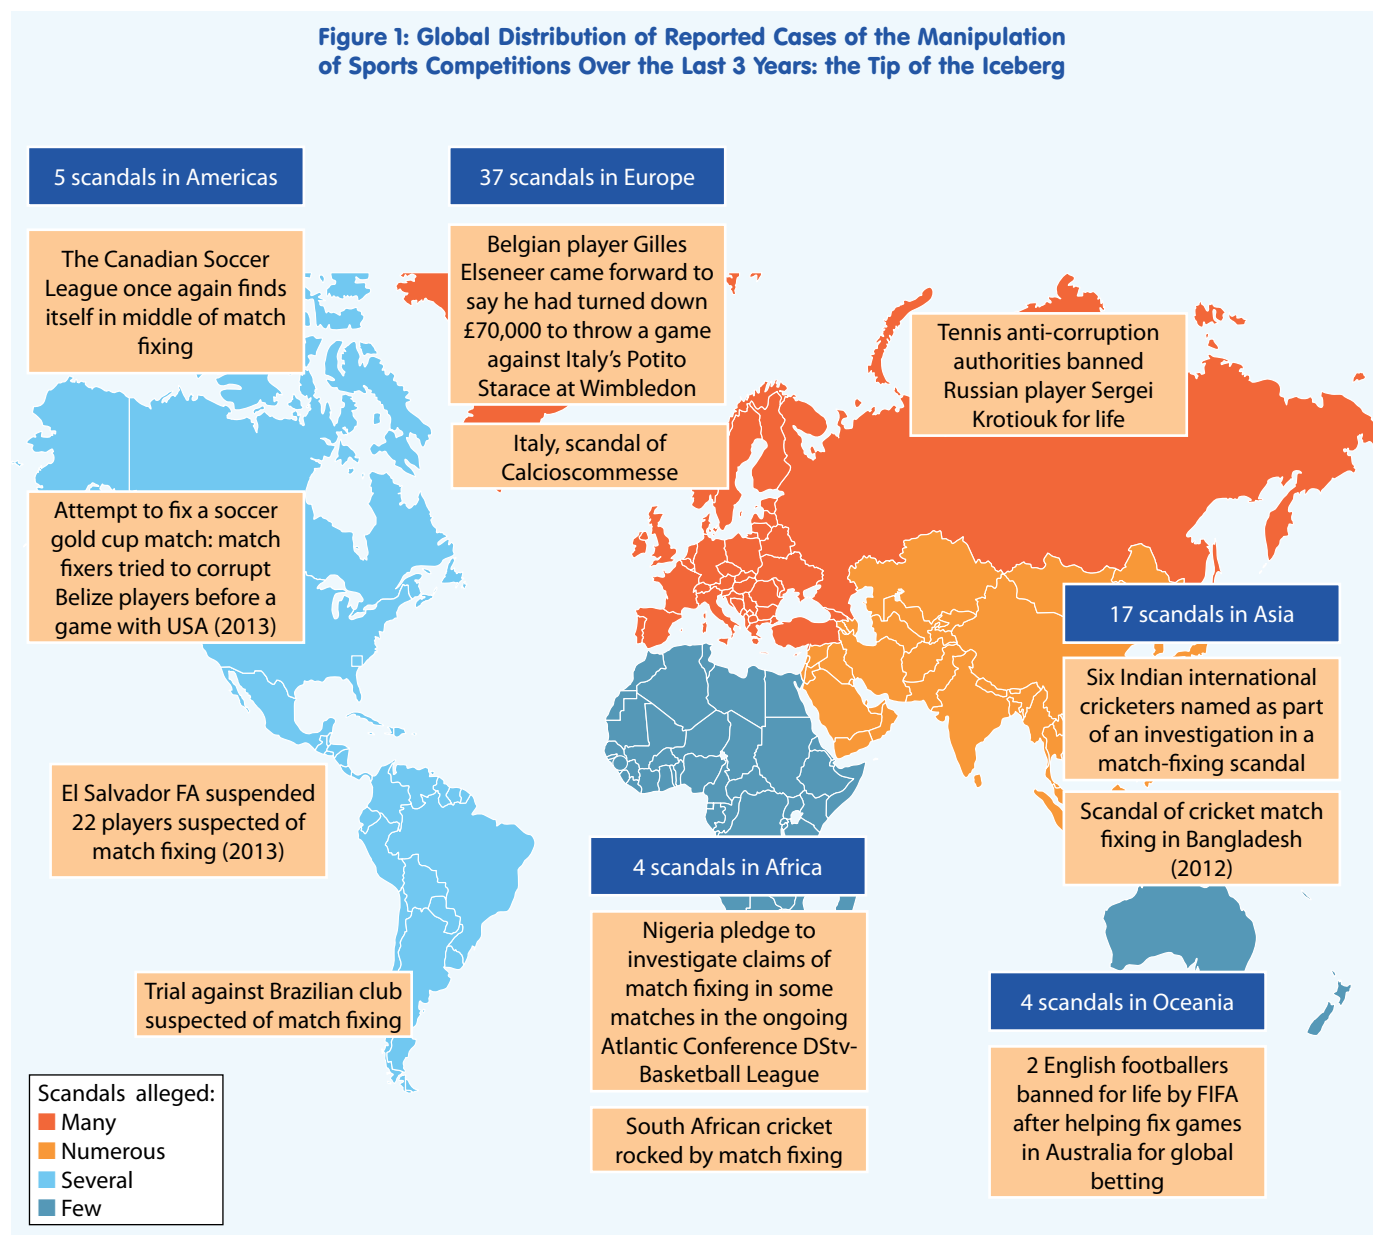 Figure 1: Global Distribution of Reported Cases of the Manipulation
of Sports Competitions Over the Last 3 Years: the Tip of the Iceberg
5 scandals in Americas
The Canadian Soccer
League once again finds
itself in middle of match
fixing
Attempt to fix a soccer
gold cup match: match
fixers tried to corrupt
Belize players before a
game with USA (2013)
El Salvador FA suspended
22 players suspected of
match fixing (2013)
Trial against Brazilian club
suspected of match fixing
37 scandals in Europe
Belgian player Gilles
Elseneer came forward to
say he had turned down
£70,000 to throw a game
against Italy's Potito
Starace at Wimbledon
Italy, scandal of
Calcioscommesse
Tennis anti-corruption
authorities banned
Russian player Sergei
Krotiouk for life
17 scandals in Asia
Six Indian international
cricketers named as part
of an investigation in a
match-fixing scandal
Scandal of cricket match
fixing in Bangladesh
(2012)
4 scandals in Africa
Nigeria pledge to
investigate claims of
match fixing in some
matches in the ongoing
Atlantic Conference DStv-
Basketball League
South African cricket
rocked by match fixing
4 scandals in Oceania
2 English footballers
banned for life by FIFA
after helping fix games
in Australia for global
betting
Scandals alleged:
Many
Numerous
Several
Few